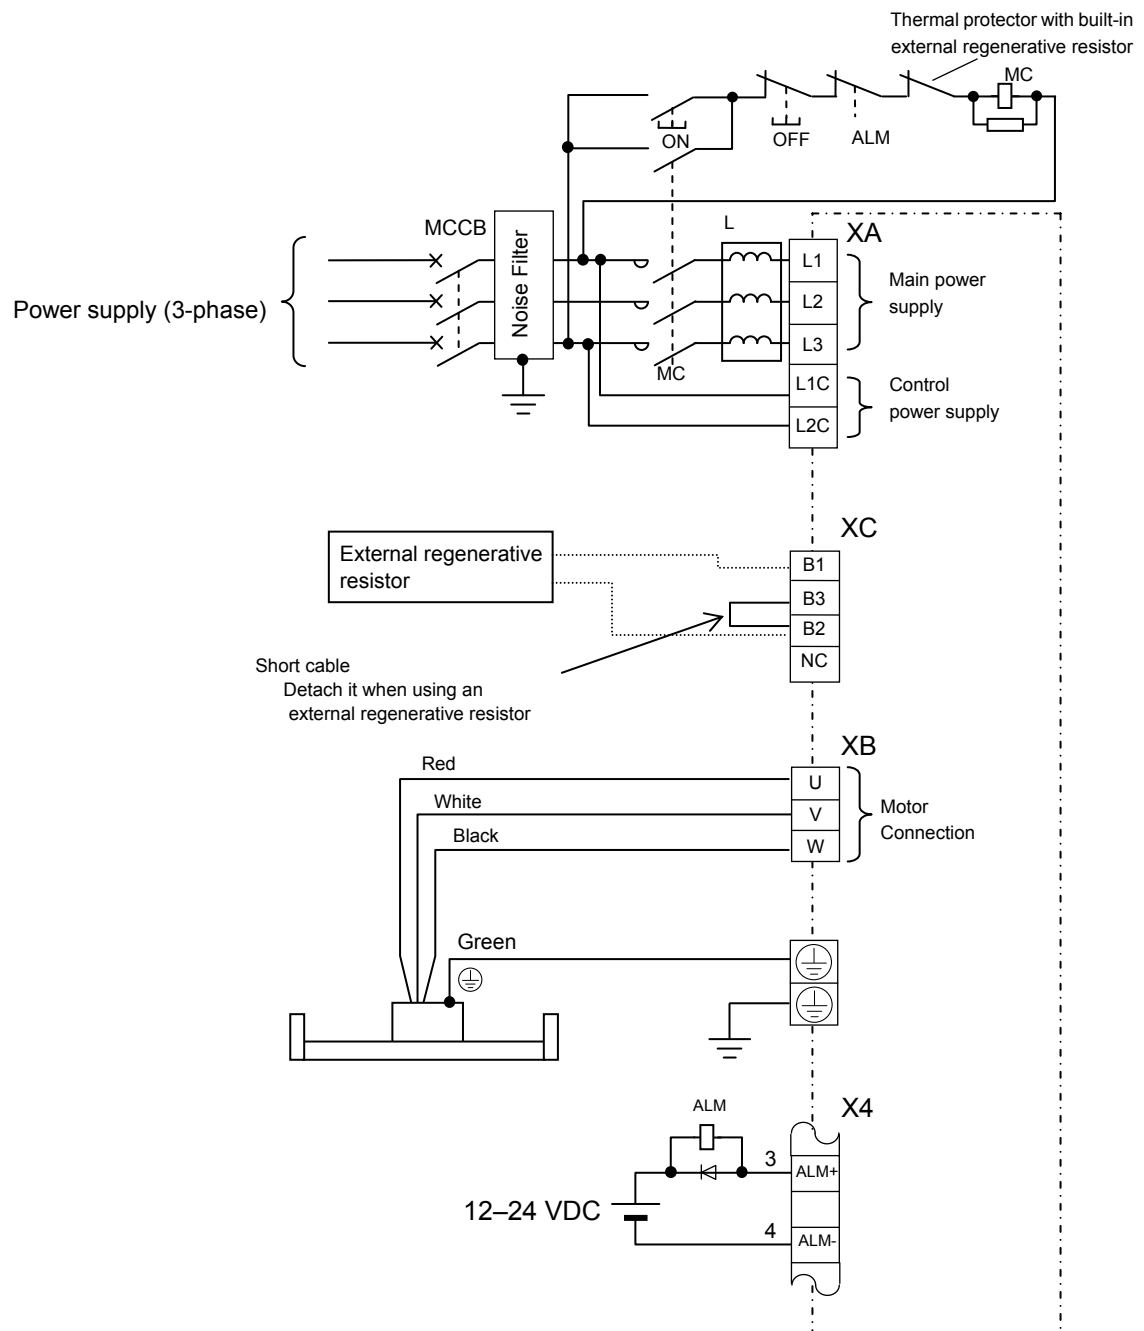 Thermal protector with built-in
external regenerative resistor
MC
ON
OFF
ALM
MCCB
Noise Filter
L
XA
Power supply (3-phase)
L1
L2
L3
Main power
supply
MC
L1C
L2C
Control
power supply
XC
External regenerative
resistor
B1
B3
B2
NC
Short cable
Detach it when using an
external regenerative resistor
XB
Red
White
Black
U
V
W
Motor
Connection
Green
X4
ALM
3
ALM+
12–24 VDC
4
ALM-